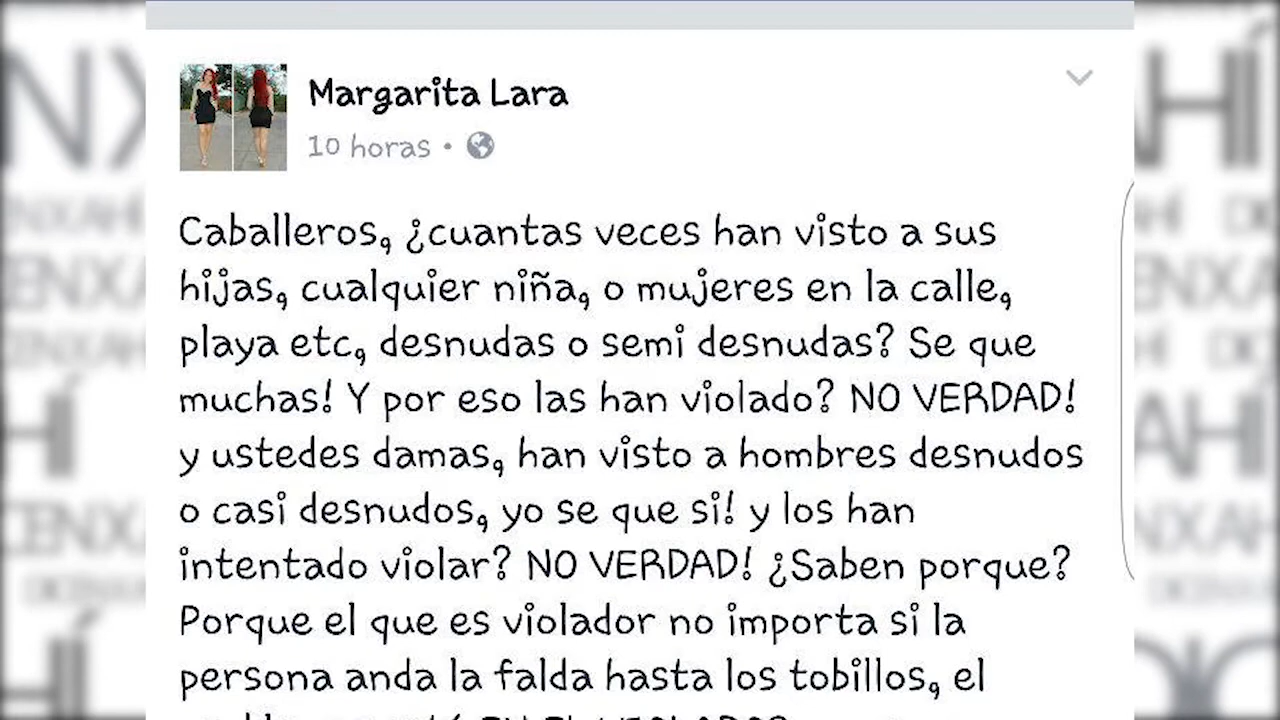 Margarita Lara
10 horas •
Caballeros, ¿cuantas veces han visto a sus
hijas, cualquier niña, o mujeres en la calle,
playa etc, desnudas o semi desnudas? Se que
muchas! Y por eso las han violado? NO VERDAD!
y ustedes damas, han visto a hombres desnudos
o casi desnudos, yo se que si! y los han
intentado violar? NO VERDAD! ¿Saben porque?
Porque el que es violador no importa si la
persona anda la falda hasta los tobillos, el